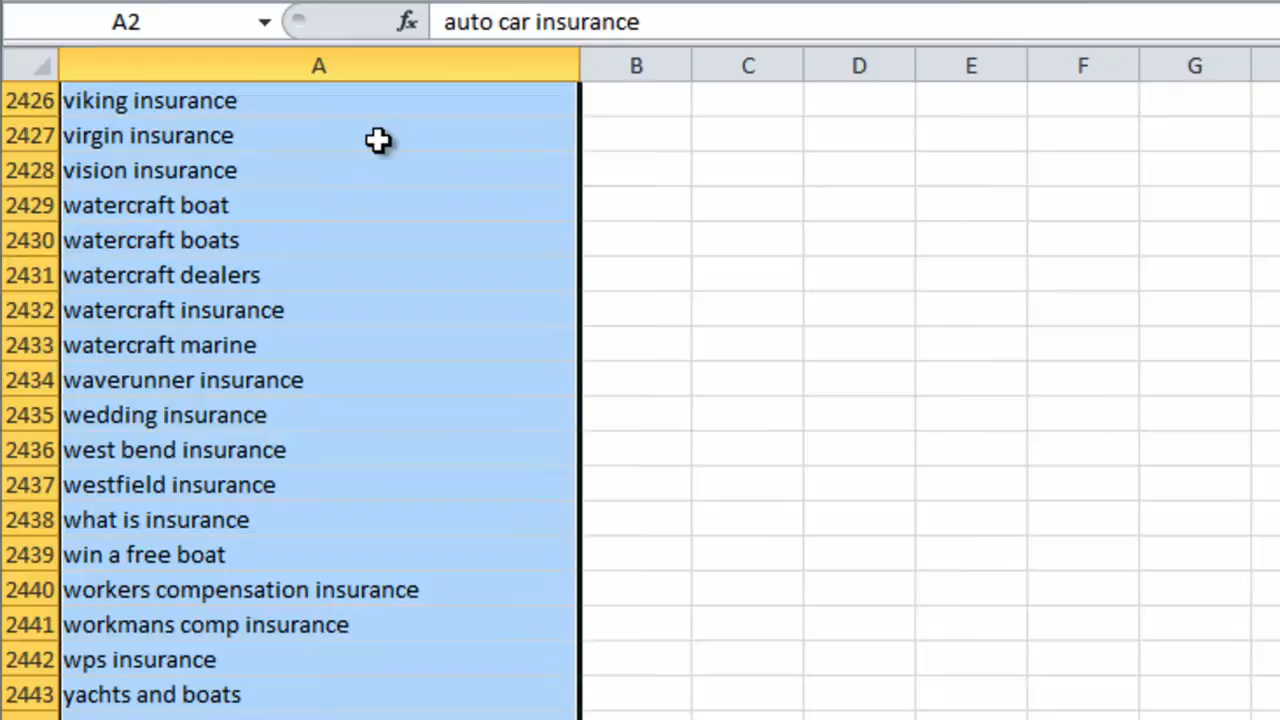 A2 fx auto car insurance
A B C D E F G
2426 viking insurance
2427 virgin insurance
2428 vision insurance
2429 watercraft boat
2430 watercraft boats
2431 watercraft dealers
2432 watercraft insurance
2433 watercraft marine
2434 waverunner insurance
2435 wedding insurance
2436 west bend insurance
2437 westfield insurance
2438 what is insurance
2439 win a free boat
2440 workers compensation insurance
2441 workmans comp insurance
2442 wps insurance
2443 yachts and boats